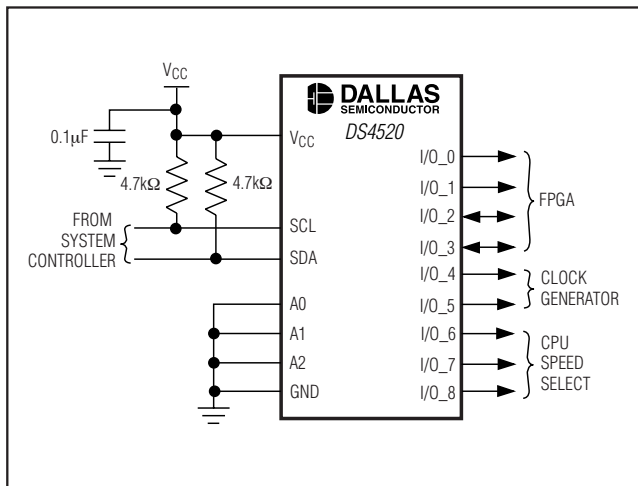 VCC
0.1µF
4.7kΩ
4.7kΩ
FROM
SYSTEM
CONTROLLER
DALLAS
SEMICONDUCTOR
DS4520
VCC
SCL
SDA
A0
A1
A2
GND
I/O_0
I/O_1
I/O_2
I/O_3
I/O_4
I/O_5
I/O_6
I/O_7
I/O_8
FPGA
CLOCK
GENERATOR
CPU
SPEED
SELECT